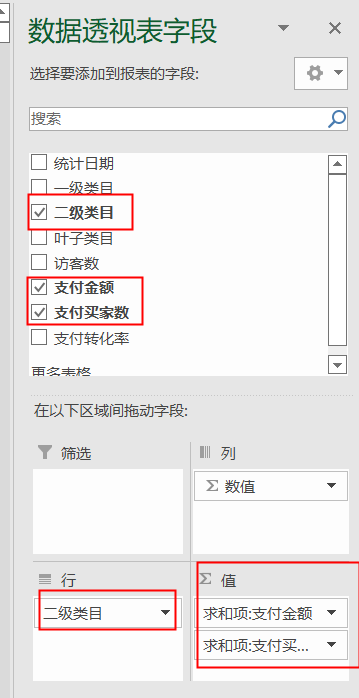 数据透视表字段
选择要添加到报表的字段:
搜索
统计日期
一级类目
二级类目
叶子类目
访客数
支付金额
支付买家数
支付转化率
更多表格
在以下区域间拖动字段:
筛选
列
Σ 数值
行
Σ 值
二级类目
求和项:支付金额
求和项:支付买...